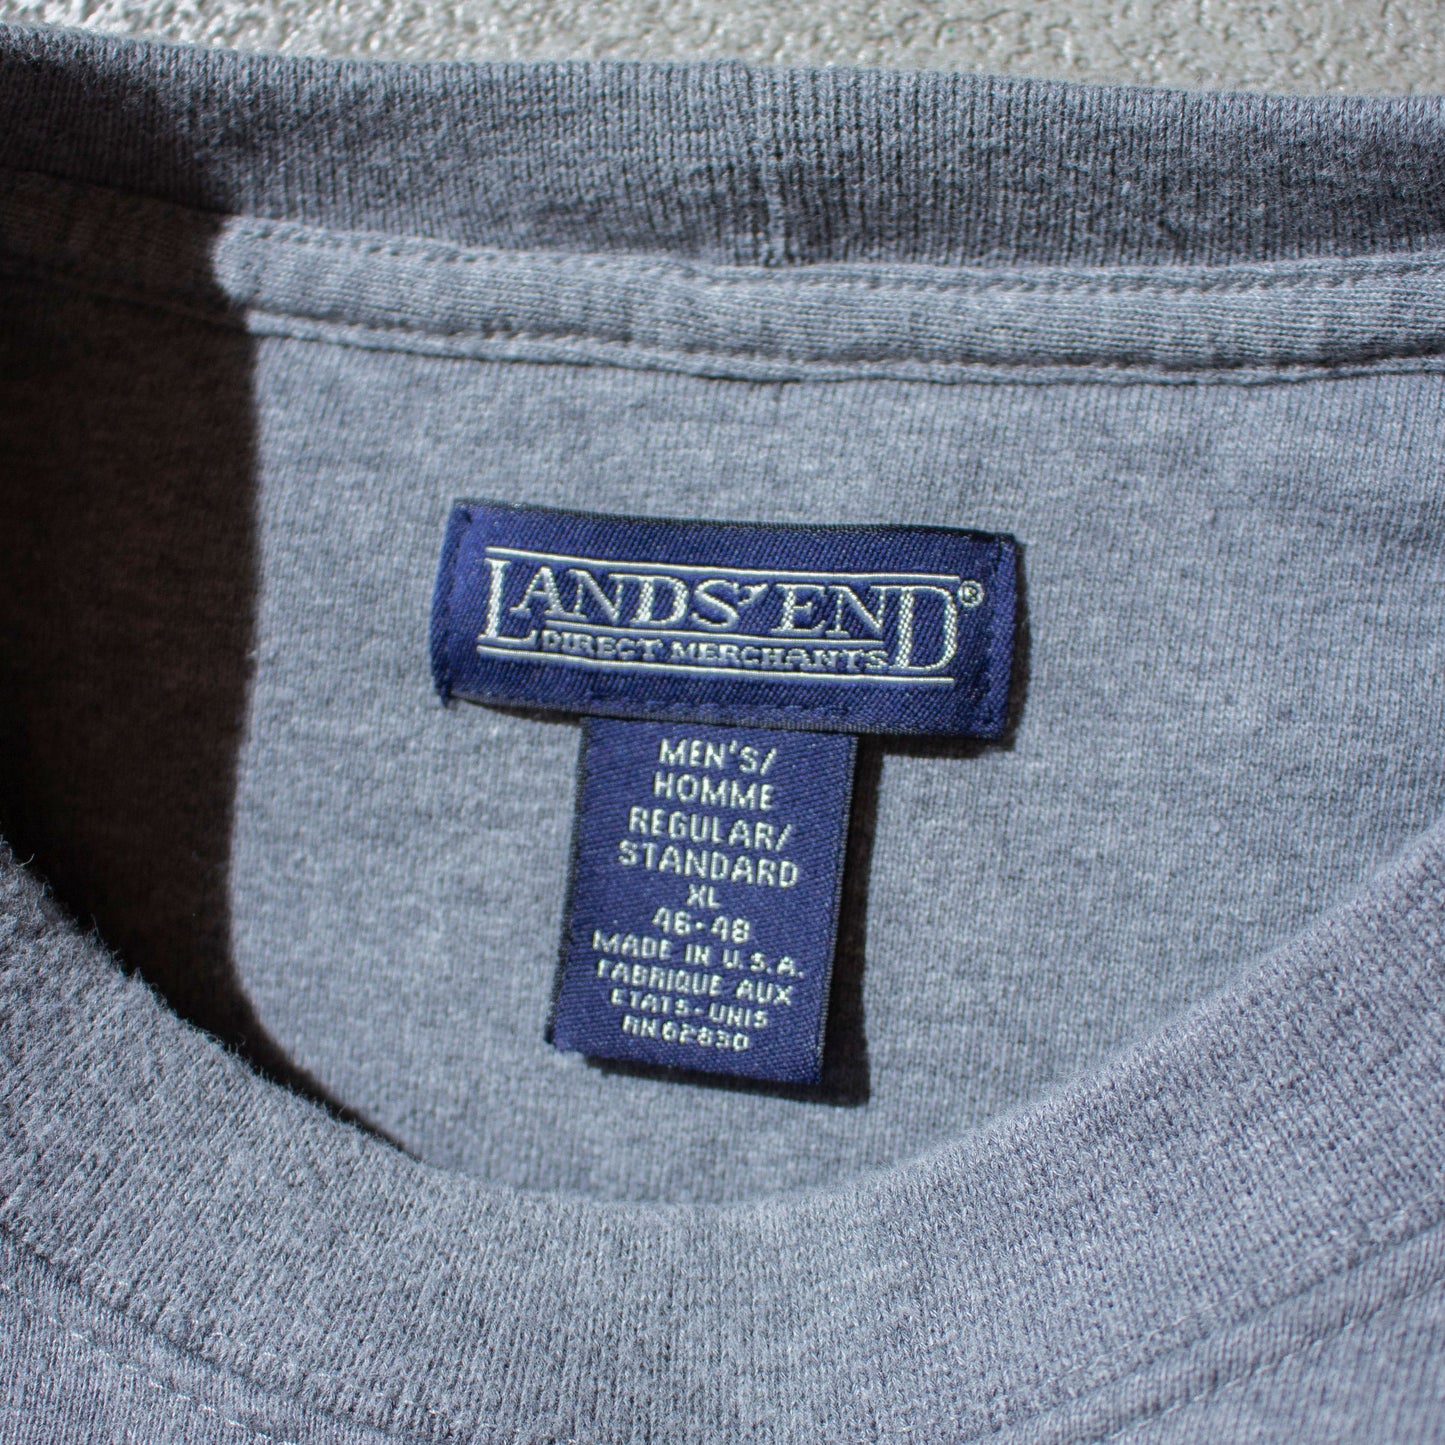 LANDS' END®
DIRECT MERCHANTS
MEN'S/
HOMME
REGULAR/
STANDARD
XL
46-48
MADE IN U.S.A.
FABRIQUE AUX
ETATS-UNIS
RN 62830